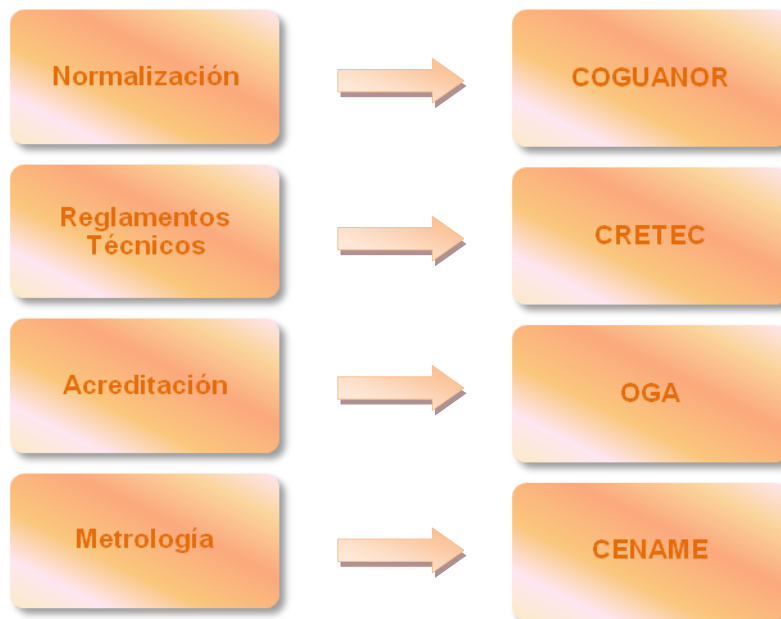 Normalización
COGUANOR
Reglamentos
Técnicos
CRETEC
Acreditación
OGA
Metrología
CENAME